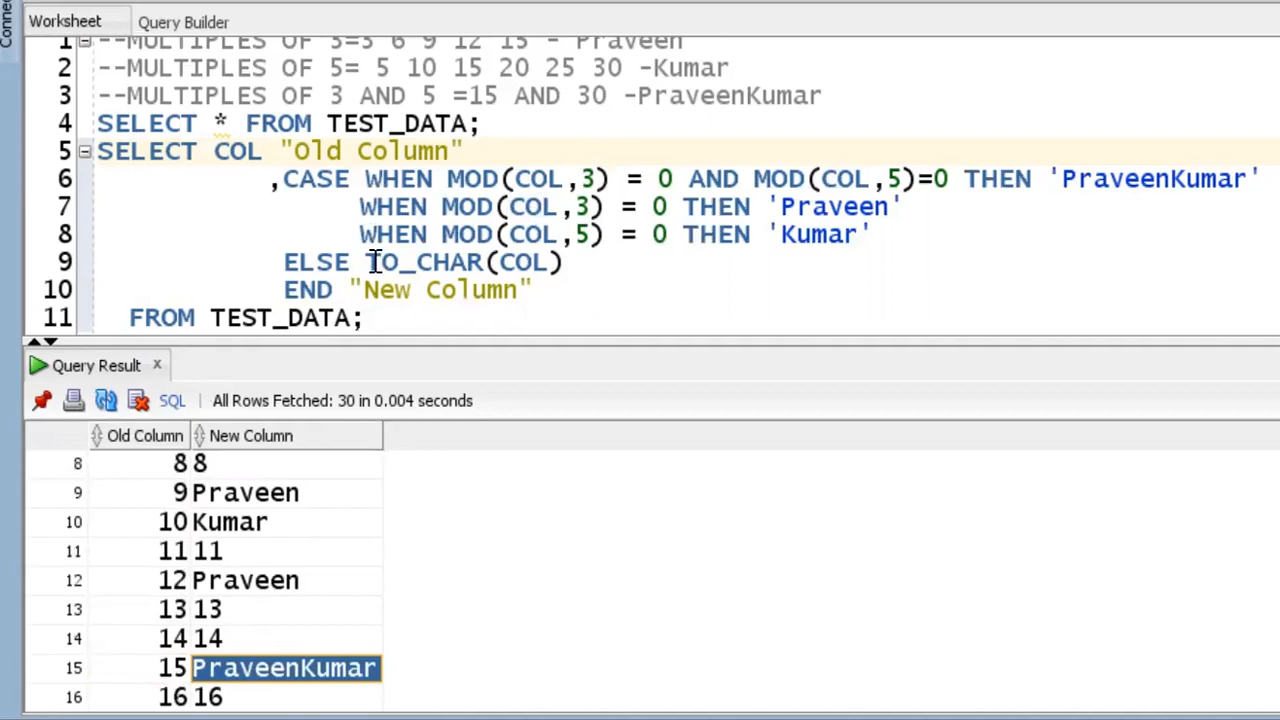 Connec
Worksheet Query Builder
1 --MULTIPLES OF 5=5 6 9 12 15 - Praveen
2 --MULTIPLES OF 5= 5 10 15 20 25 30 -Kumar
3 --MULTIPLES OF 3 AND 5 =15 AND 30 -PraveenKumar
4 SELECT * FROM TEST_DATA;
5 SELECT COL "Old Column"
6 ,CASE WHEN MOD(COL,3) = 0 AND MOD(COL,5)=0 THEN 'PraveenKumar'
7 WHEN MOD(COL,3) = 0 THEN 'Praveen'
8 WHEN MOD(COL,5) = 0 THEN 'Kumar'
9 ELSE TO_CHAR(COL)
10 END "New Column"
11 FROM TEST_DATA;
Query Result x
SQL | All Rows Fetched: 30 in 0.004 seconds
Old Column New Column
8 8 8
9 9 Praveen
10 10 Kumar
11 11 11
12 12 Praveen
13 13 13
14 14 14
15 15 PraveenKumar
16 16 16